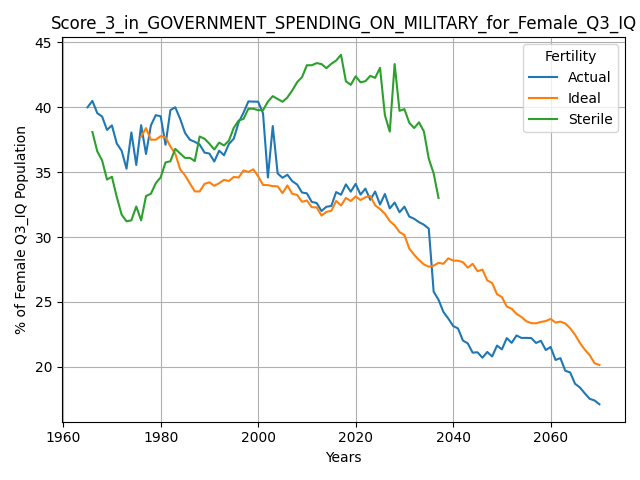 Score_3_in_GOVERNMENT_SPENDING_ON_MILITARY_for_Female_Q3_IQ
% of Female Q3_IQ Population
45
40
35
30
25
20
Fertility
Actual
Ideal
Sterile
1960
1980
2000
2020
2040
2060
Years